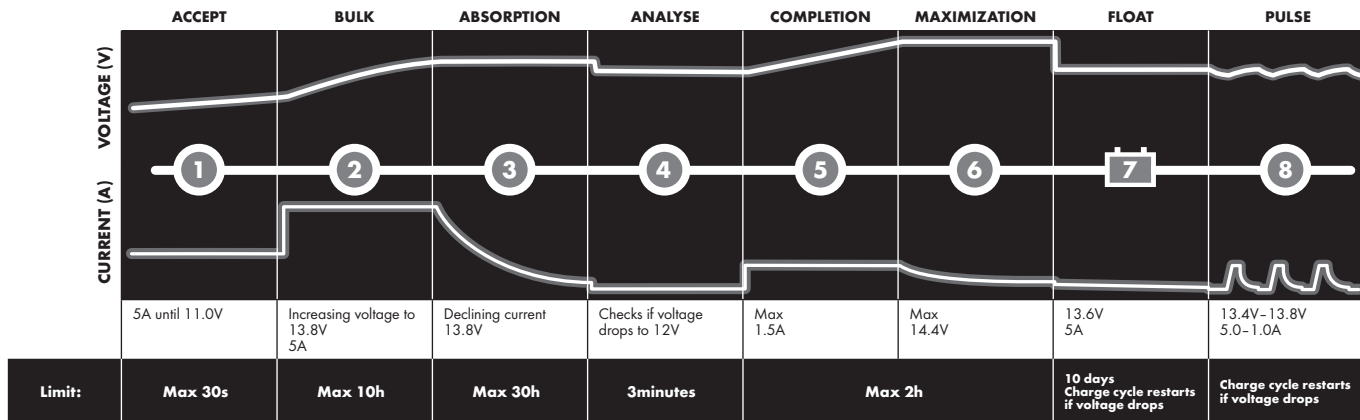 ACCEPT
BULK
ABSORPTION
ANALYSE
COMPLETION
MAXIMIZATION
FLOAT
PULSE
VOLTAGE (V)
CURRENT (A)
1
2
3
4
5
6
7
8
5A until 11.0V
Increasing voltage to
13.8V
5A
Declining current
13.8V
Checks if voltage
drops to 12V
Max
1.5A
Max
14.4V
13.6V
5A
13.4V–13.8V
5.0–1.0A
Limit:
Max 30s
Max 10h
Max 30h
3minutes
Max 2h
10 days
Charge cycle restarts
if voltage drops
Charge cycle restarts
if voltage drops